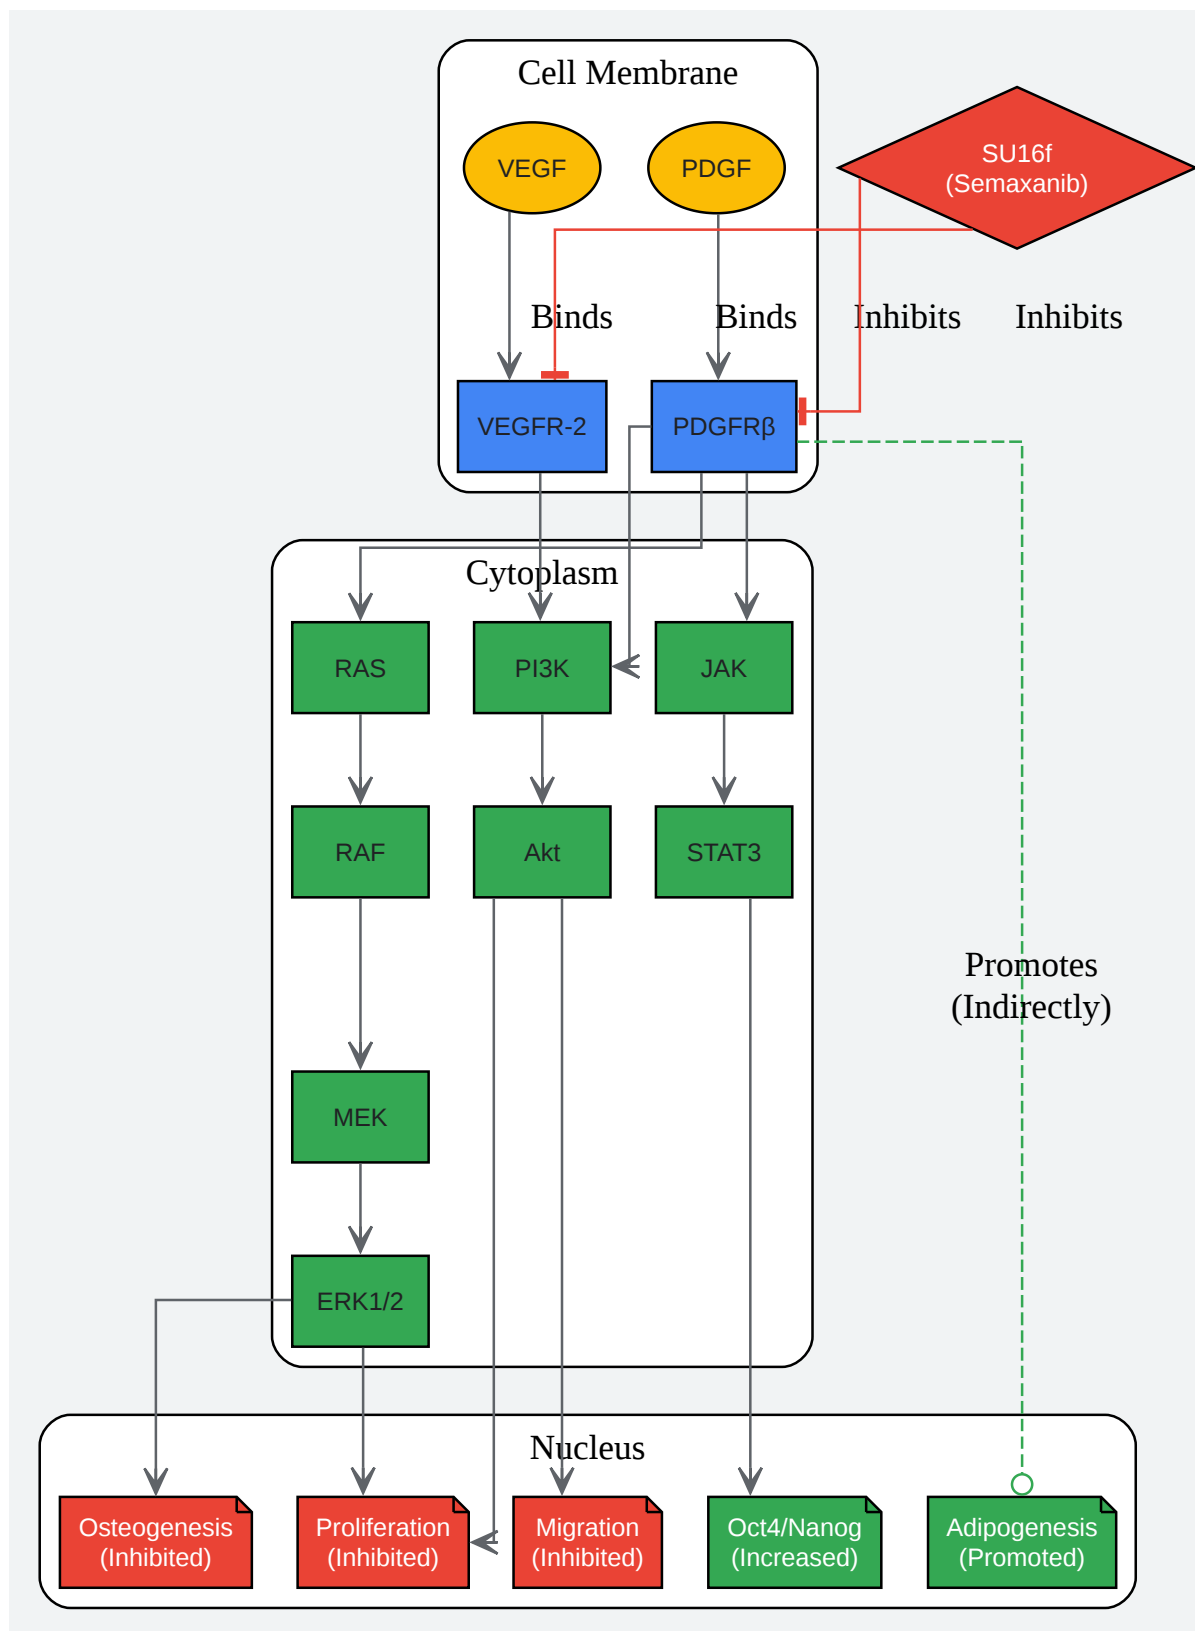 Cell Membrane
VEGF
PDGF
SU16f
(Semaxanib)
Binds
Binds
Inhibits
Inhibits
VEGFR-2
PDGFRβ
Cytoplasm
RAS
PI3K
JAK
RAF
Akt
STAT3
Promotes
(Indirectly)
MEK
ERK1/2
Nucleus
Osteogenesis
(Inhibited)
Proliferation
(Inhibited)
Migration
(Inhibited)
Oct4/Nanog
(Increased)
Adipogenesis
(Promoted)